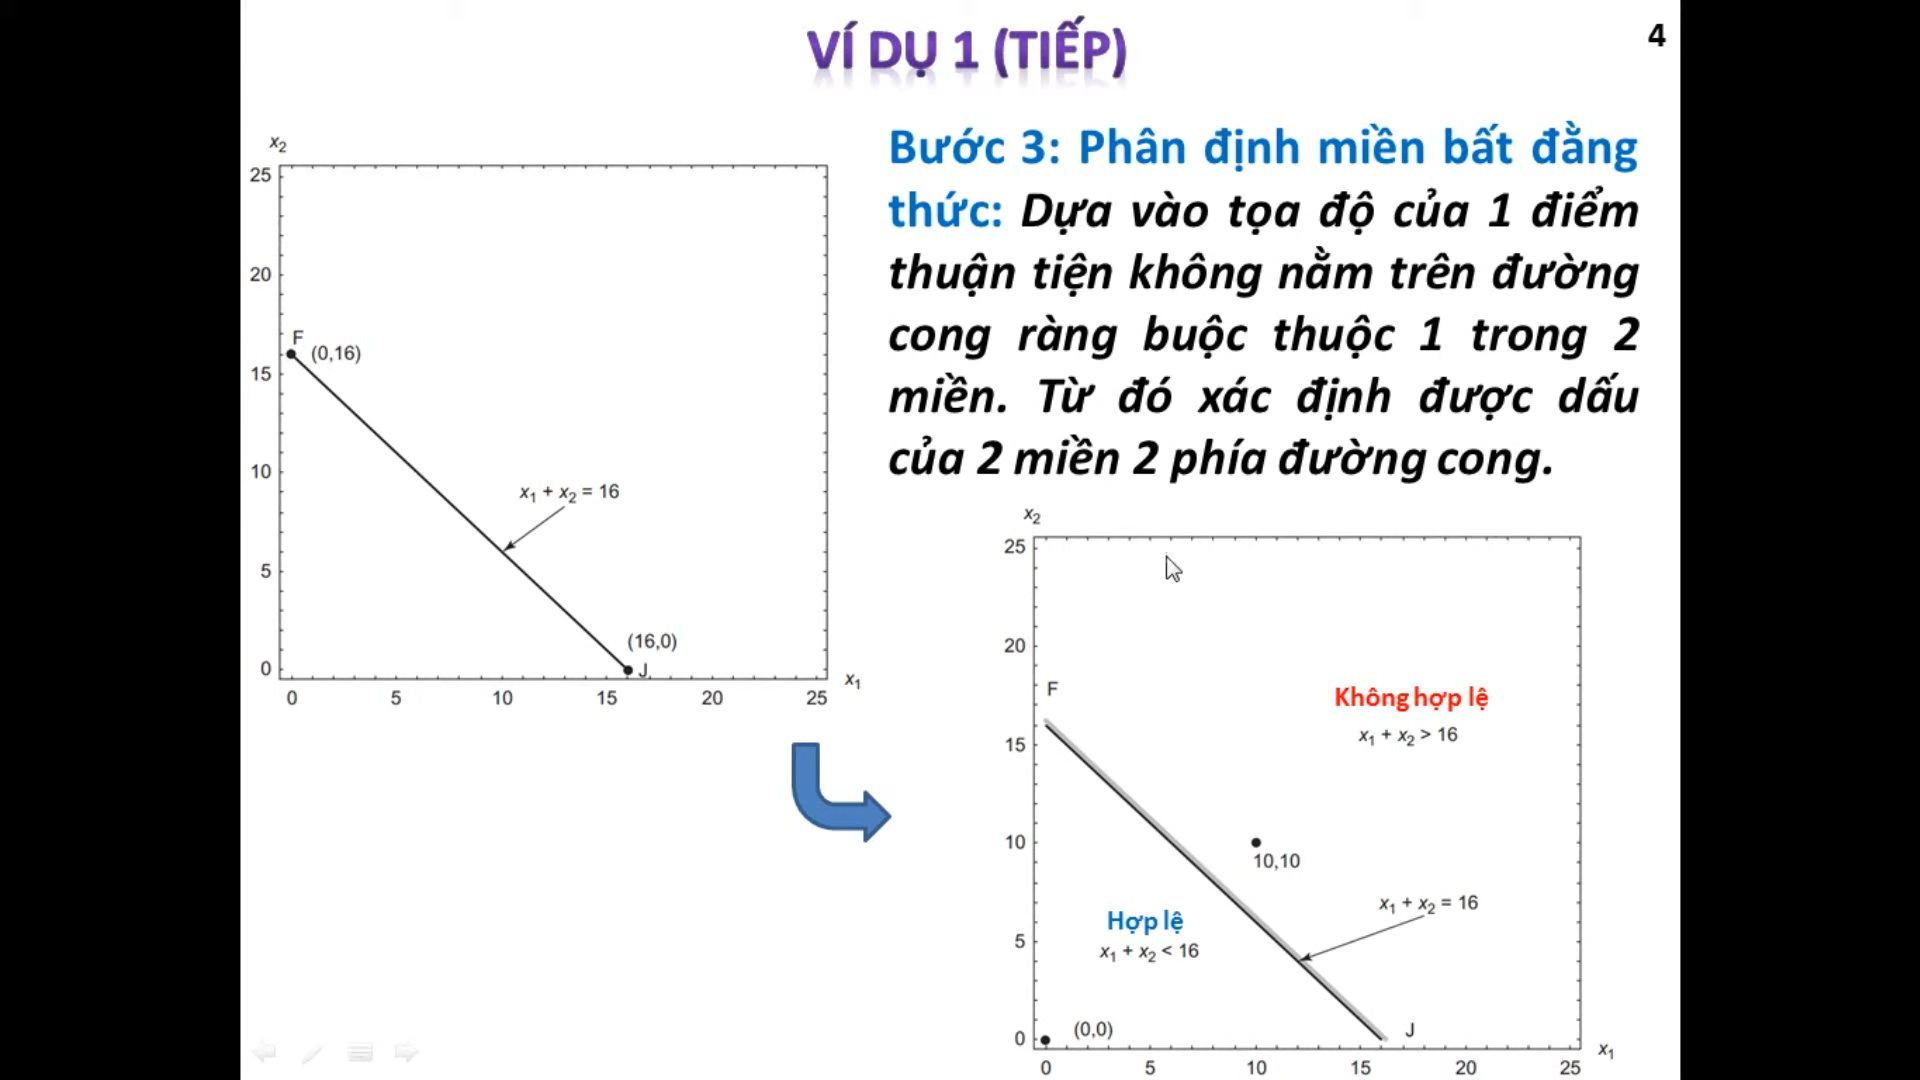 VÍ DỤ 1 (TIẾP)
4
Bước 3: Phân định miền bất đẳng
thức: Dựa vào tọa độ của 1 điểm
thuận tiện không nằm trên đường
cong ràng buộc thuộc 1 trong 2
miền. Từ đó xác định được dấu
của 2 miền 2 phía đường cong.
x₂
25
20
F
(0,16)
15
10
x₁ + x₂ = 16
5
(16,0)
0
J
x₁
0 5 10 15 20 25
x₂
25
20
F
Không hợp lệ
x₁ + x₂ > 16
15
10
10,10
x₁ + x₂ = 16
Hợp lệ
5
x₁ + x₂ < 16
(0,0)
J
0
x₁
0 5 10 15 20 25